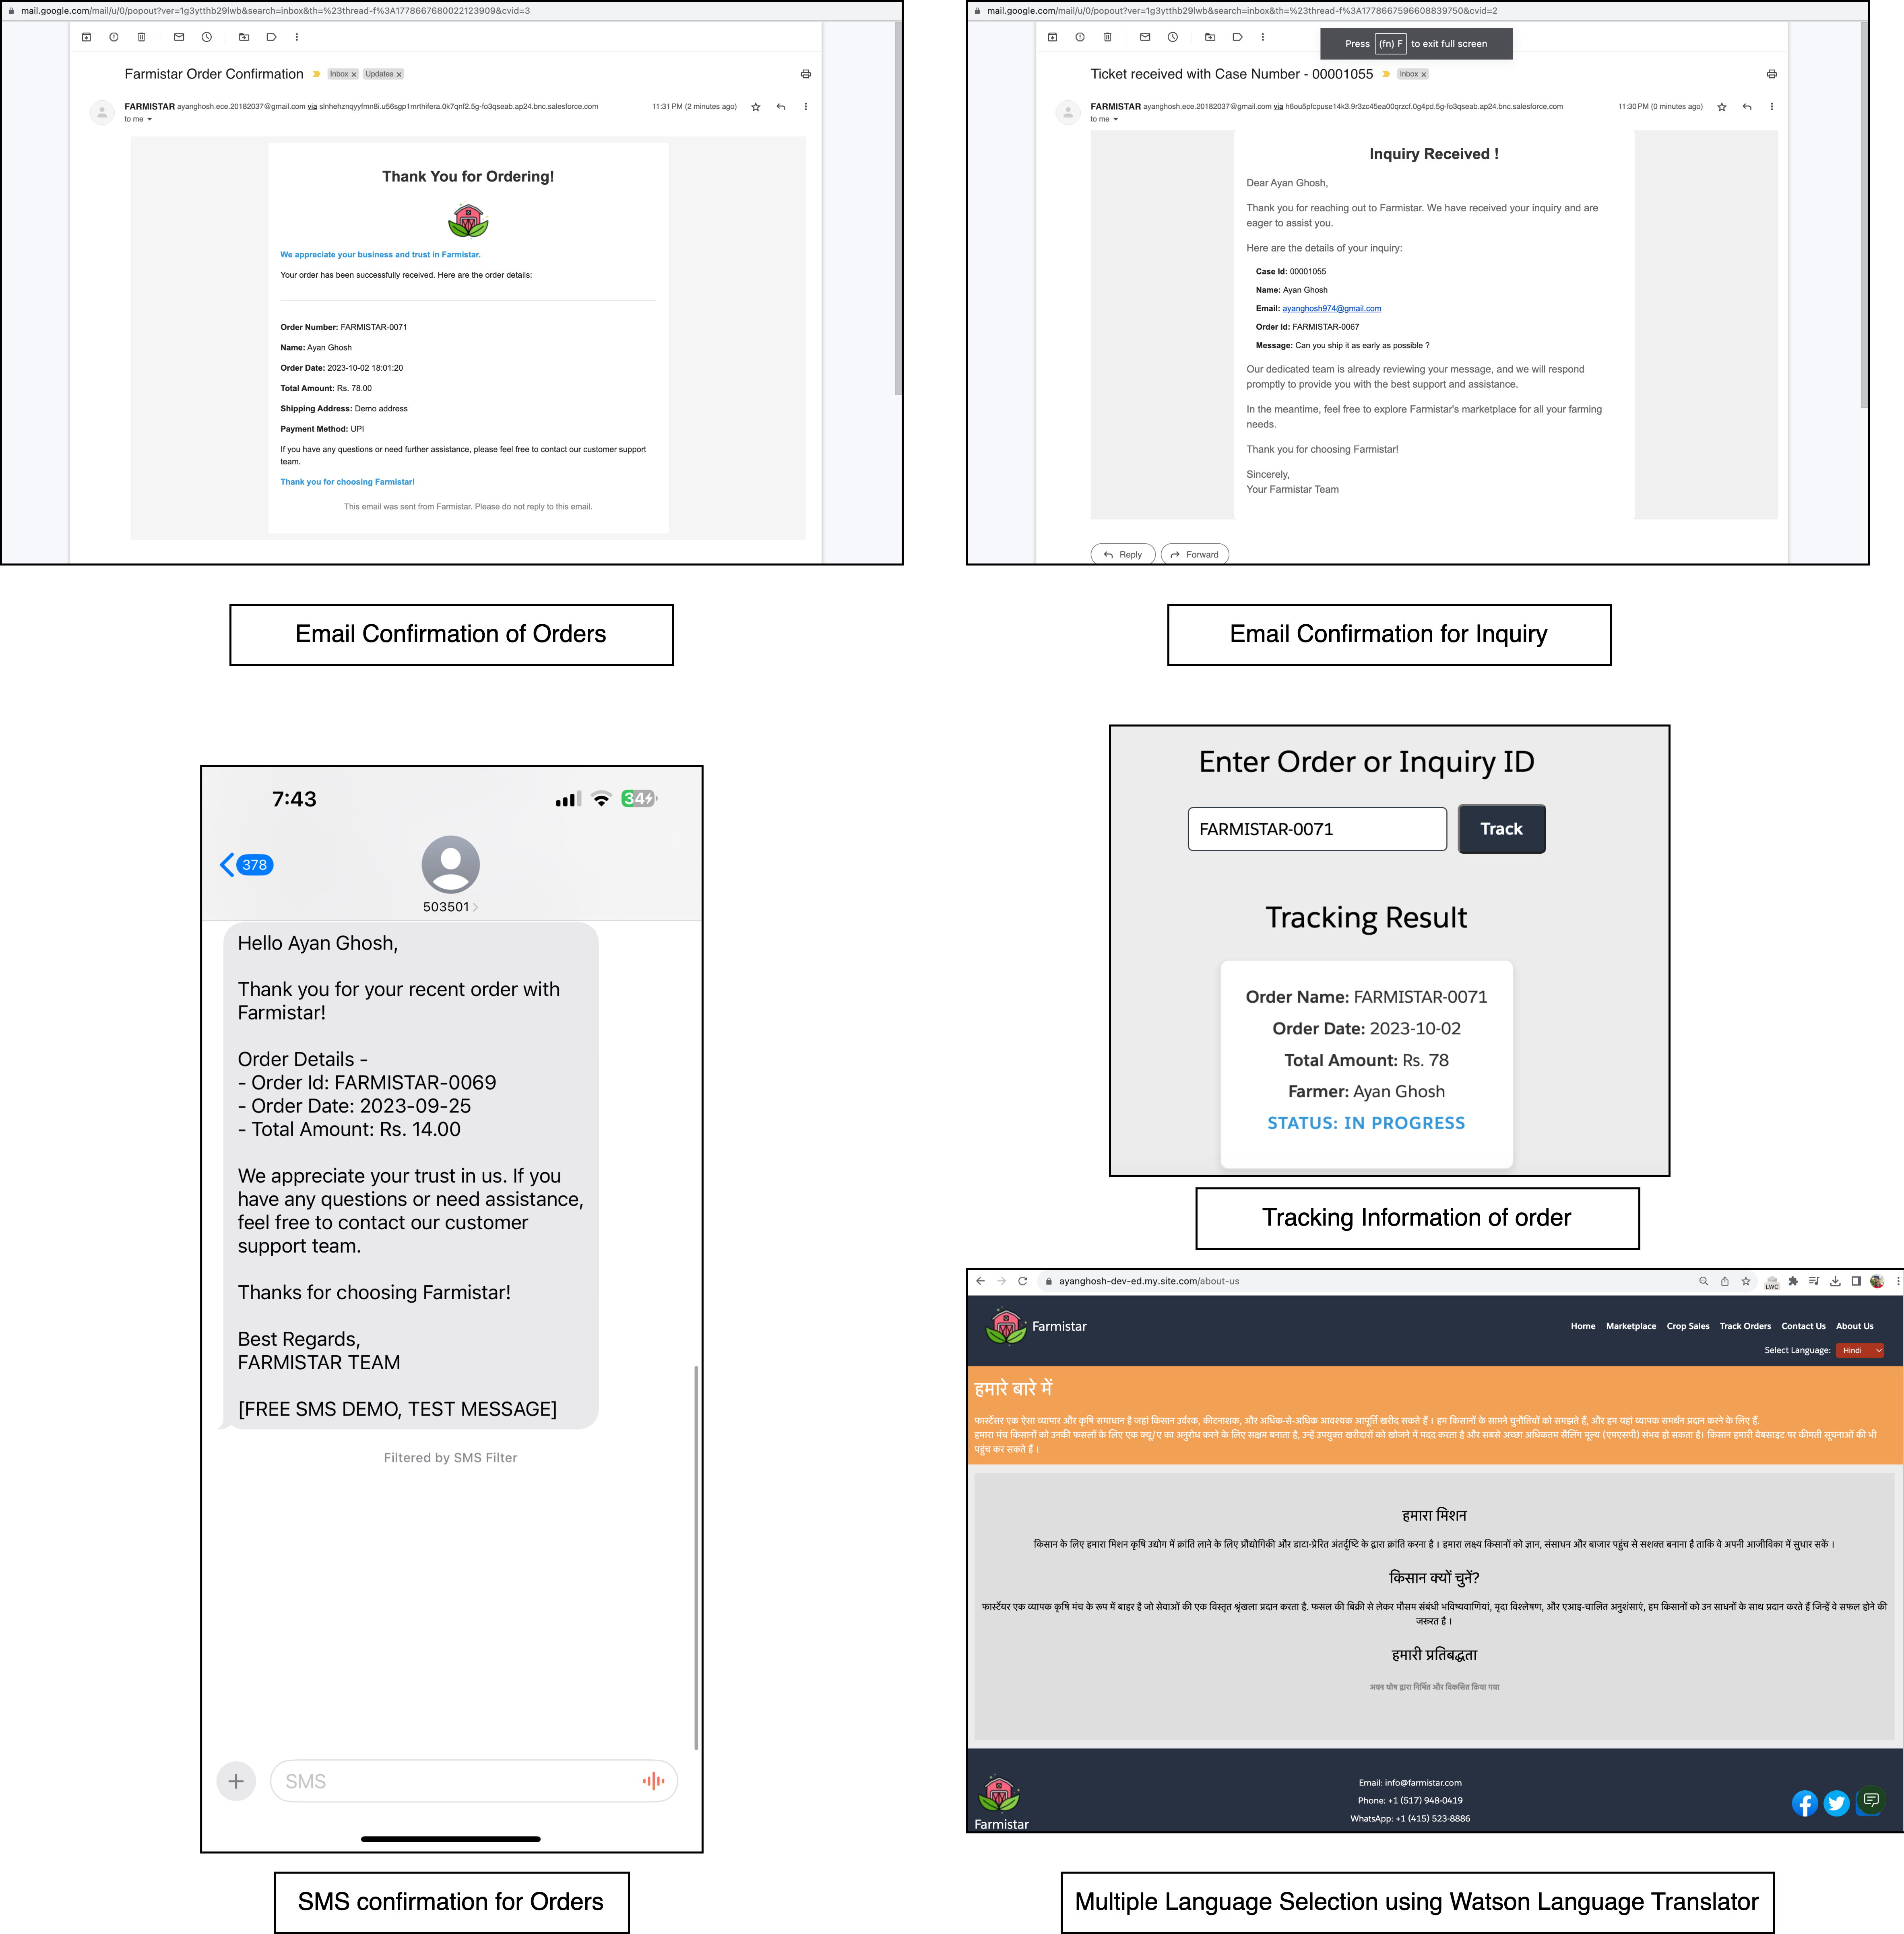 mail.google.com/mail/u/0/popout?ver=1g3ytthb29lwb&search=inbox&th=%23thread-f%3A1778667680022123909&cvid=3
Farmistar Order Confirmation
Inbox x
Updates x
FARMISTAR ayanghosh.ece.20182037@gmail.com via
11:31 PM (2 minutes ago)
to me
Thank You for Ordering!
We appreciate your business and trust in Farmistar.
Your order has been successfully received. Here are the order details:
Order Number: FARMISTAR-0071
Name: Ayan Ghosh
Order Date: 2023-10-02 18:01:20
Total Amount: Rs. 78.00
Shipping Address: Demo address
Payment Method: UPI
If you have any questions or need further assistance, please feel free to contact our customer support
team.
Thank you for choosing Farmistar!
This email was sent from Farmistar. Please do not reply to this email.
Email Confirmation of Orders
mail.google.com/mail/u/0/popout?ver=1g3ytthb29lwb&search=inbox&th=%23thread-f%3A1778667596608839750&cvid=2
Press (fn) F to exit full screen
Ticket received with Case Number - 00001055
Inbox x
FARMISTAR ayanghosh.ece.20182037@gmail.com via
11:30 PM (0 minutes ago)
to me
Inquiry Received !
Dear Ayan Ghosh,
Thank you for reaching out to Farmistar. We have received your inquiry and are
eager to assist you.
Here are the details of your inquiry:
Case Id: 00001055
Name: Ayan Ghosh
Email: ayanghosh974@gmail.com
Order Id: FARMISTAR-0067
Message: Can you ship it as early as possible ?
Our dedicated team is already reviewing your message, and we will respond
promptly to provide you with the best support and assistance.
In the meantime, feel free to explore Farmistar's marketplace for all your farming
needs.
Thank you for choosing Farmistar!
Sincerely,
Your Farmistar Team
Reply
Forward
Email Confirmation for Inquiry
7:43
34
378
503501
Hello Ayan Ghosh,
Thank you for your recent order with
Farmistar!
Order Details -
- Order Id: FARMISTAR-0069
- Order Date: 2023-09-25
- Total Amount: Rs. 14.00
We appreciate your trust in us. If you
have any questions or need assistance,
feel free to contact our customer
support team.
Thanks for choosing Farmistar!
Best Regards,
FARMISTAR TEAM
[FREE SMS DEMO, TEST MESSAGE]
Filtered by SMS Filter
SMS
SMS confirmation for Orders
Enter Order or Inquiry ID
FARMISTAR-0071
Track
Tracking Result
Order Name: FARMISTAR-0071
Order Date: 2023-10-02
Total Amount: Rs. 78
Farmer: Ayan Ghosh
STATUS: IN PROGRESS
Tracking Information of order
ayanghosh-dev-ed.my.site.com/about-us
LWC
Farmistar
Home Marketplace Crop Sales Track Orders Contact Us About Us
Select Language: Hindi
हमारे बारे में
फार्स्टेसर एक ऐसा व्यापार और कृषि समाधान है जहां किसान उर्वरक, कीटनाशक, और अधिक-से-अधिक आवश्यक आपूर्ति खरीद सकते हैं । हम किसानों के सामने चुनौतियों को समझते हैं, और हम यहां व्यापक समर्थन प्रदान करने के लिए हैं.
हमारा मंच किसानों को उनकी फसलों के लिए एक क्यू/ए का अनुरोध करने के लिए सक्षम बनाता है, उन्हें उपयुक्त खरीदारों को खोजने में मदद करता है और सबसे अच्छा अधिकतम सैलिंग मूल्य (एमएसपी) संभव हो सकता है। किसान हमारी वेबसाइट पर कीमती सूचनाओं की भी
पहुंच कर सकते हैं ।
हमारा मिशन
किसान के लिए हमारा मिशन कृषि उद्योग में क्रांति लाने के लिए प्रौद्योगिकी और डाटा-प्रेरित अंतर्दृष्टि के द्वारा क्रांति करना है । हमारा लक्ष्य किसानों को ज्ञान, संसाधन और बाजार पहुंच से सशक्त बनाना है ताकि वे अपनी आजीविका में सुधार सकें ।
किसान क्यों चुनें?
फार्स्टेयर एक व्यापक कृषि मंच के रूप में बाहर है जो सेवाओं की एक विस्तृत श्रृंखला प्रदान करता है. फसल की बिक्री से लेकर मौसम संबंधी भविष्यवाणियां, मृदा विश्लेषण, और एआइ-चालित अनुशंसाएं, हम किसानों को उन साधनों के साथ प्रदान करते हैं जिन्हें वे सफल होने की
जरूरत है ।
हमारी प्रतिबद्धता
अयन घोष द्वारा निर्मित और विकसित किया गया
Farmistar
Email: info@farmistar.com
Phone: +1 (517) 948-0419
WhatsApp: +1 (415) 523-8886
Multiple Language Selection using Watson Language Translator